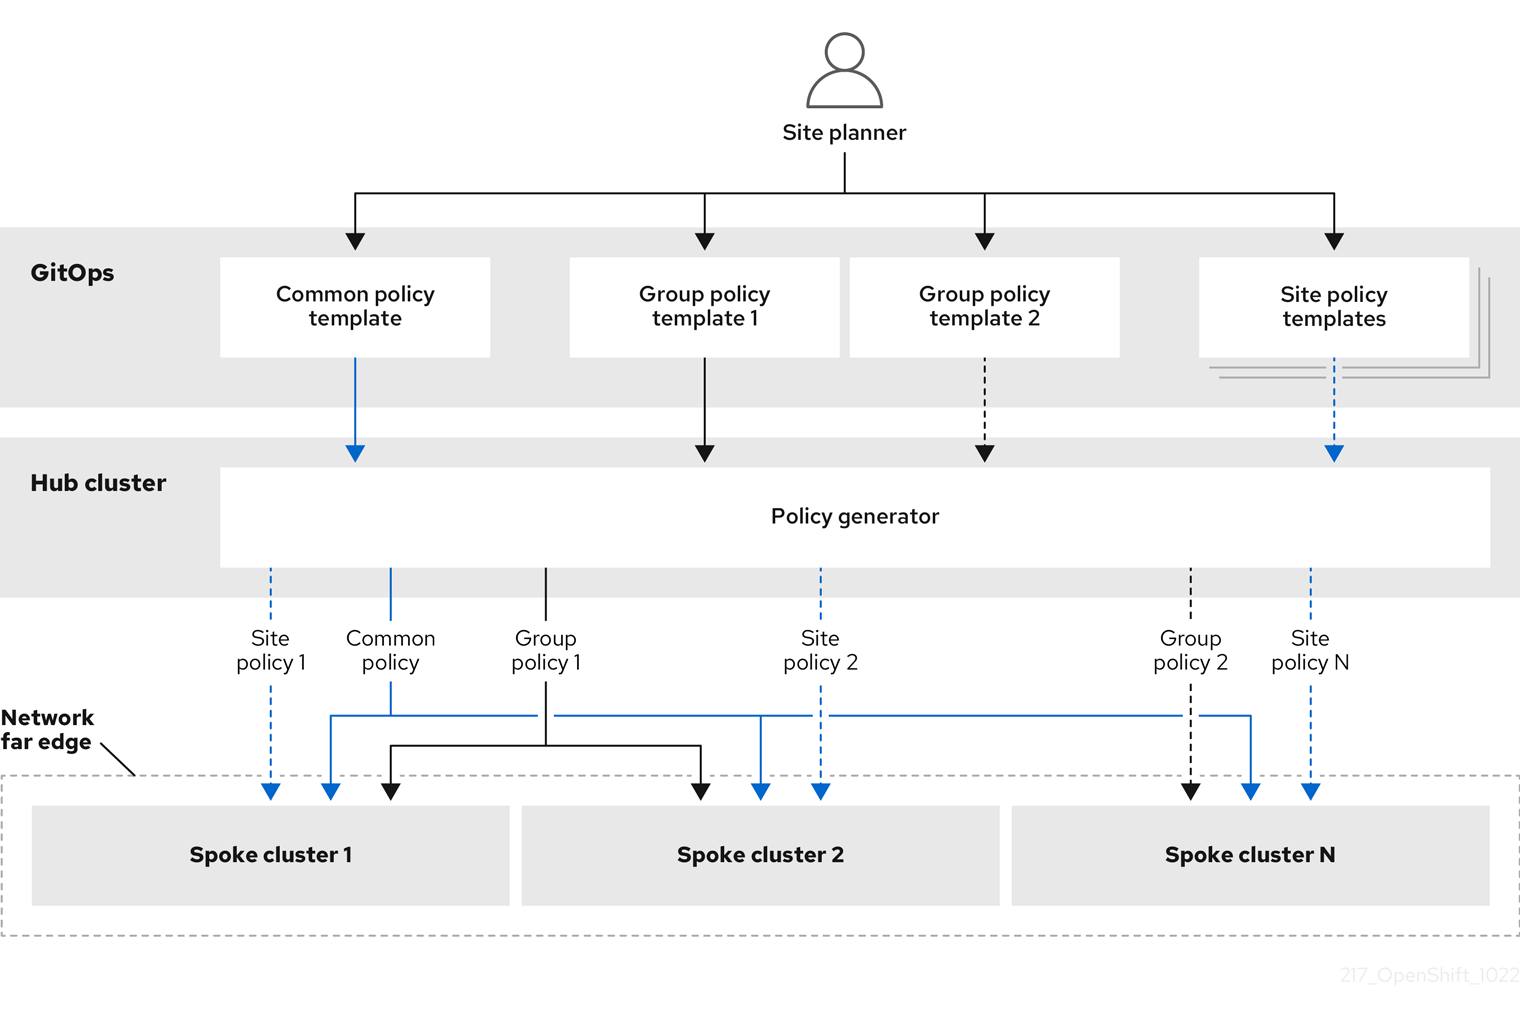 Site planner
GitOps
Common policy
template
Group policy
template 1
Group policy
template 2
Site policy
templates
Hub cluster
Policy generator
Site
policy 1
Common
policy
Group
policy 1
Site
policy 2
Group
policy 2
Site
policy N
Network
far edge
Spoke cluster 1
Spoke cluster 2
Spoke cluster N
217_OpenShift_1022